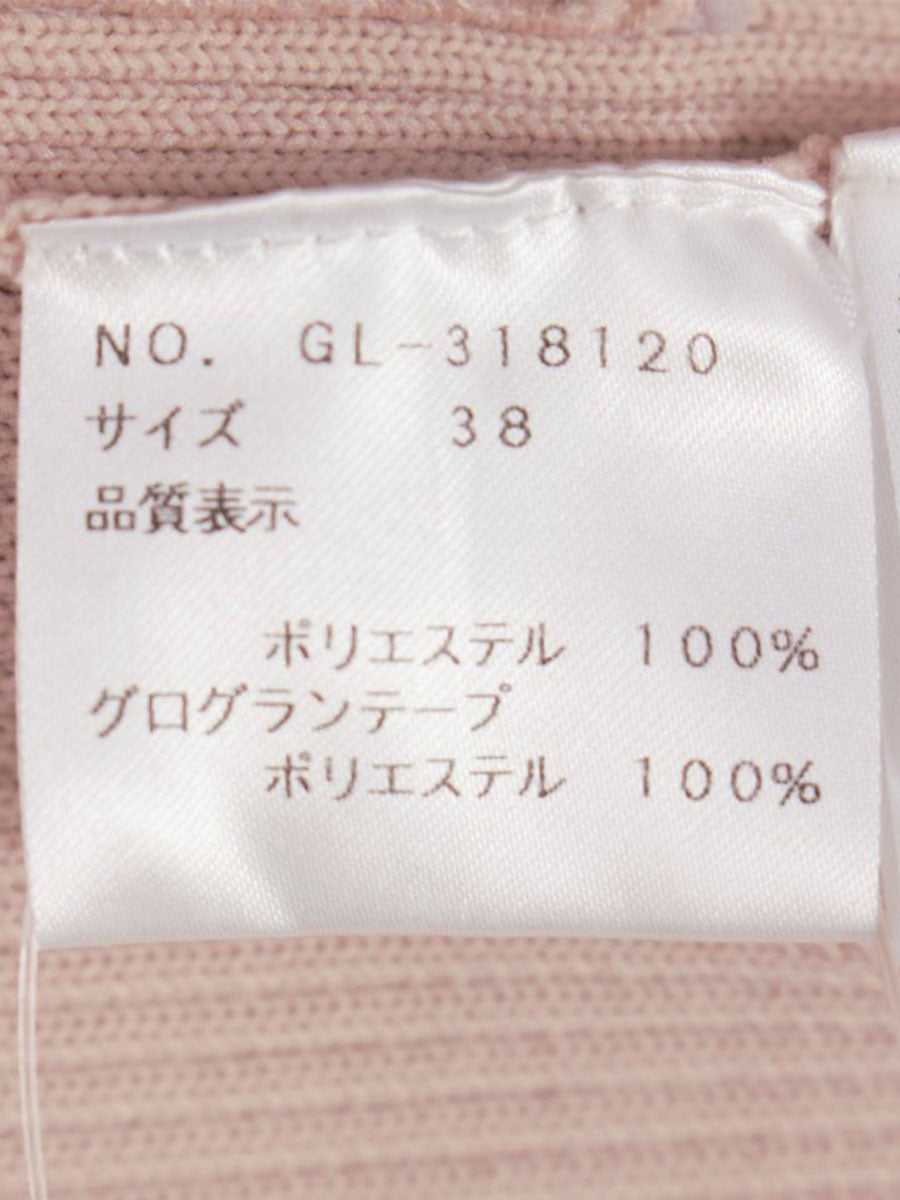 NO. GL-318120
サイズ 38
品質表示
ポリエステル 100%
グログランテープ
ポリエステル 100%